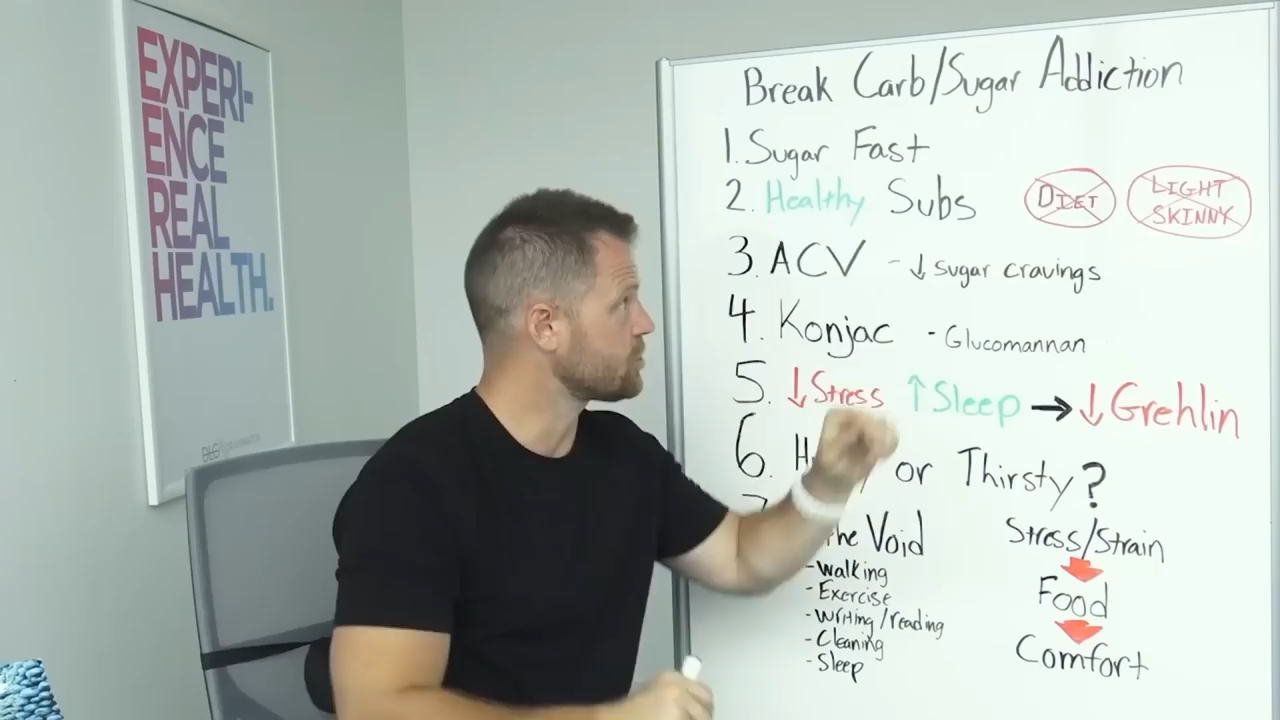 EXPERI-
ENCE
REAL
HEALTH.
DLG
Break Carb/Sugar Addiction
1. Sugar Fast
2. Healthy Subs DIET LIGHT SKINNY
3. ACV - ↓ sugar cravings
4. Konjac - Glucomannan
5. ↓ Stress ↑ Sleep → ↓ Grehlin
6. or Thirsty?
7
the Void
- Walking
- Exercise
- Writing/reading
- Cleaning
- Sleep
Stress/Strain
Food
Comfort